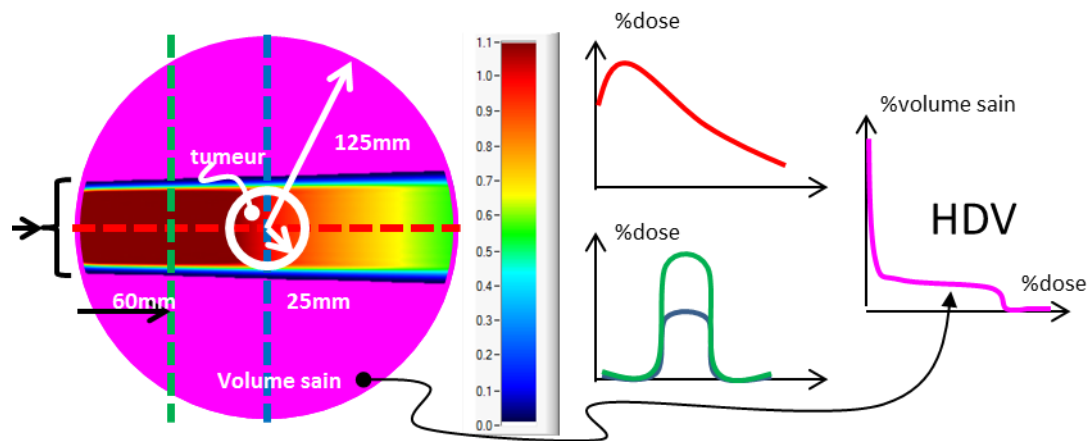 tumeur
125mm
60mm
25mm
Volume sain
1.1
1.0
0.9
0.8
0.7
0.6
0.5
0.4
0.3
0.2
0.1
0.0
%dose
%dose
%volume sain
HDV
%dose